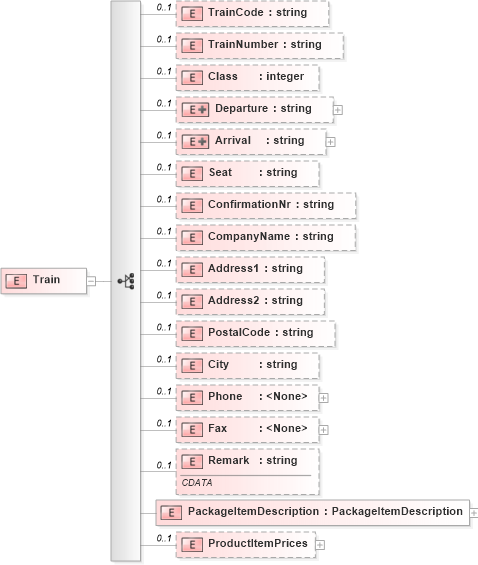 0..1
E TrainCode : string
0..1
E TrainNumber : string
0..1
E Class : integer
0..1
E Departure : string
0..1
E Arrival : string
0..1
E Seat : string
0..1
E ConfirmationNr : string
0..1
E CompanyName : string
0..1
E Train
E Address1 : string
0..1
E Address2 : string
0..1
E PostalCode : string
0..1
E City : string
0..1
E Phone : <None>
0..1
E Fax : <None>
0..1
E Remark : string
CDATA
E PackageItemDescription : PackageItemDescription
0..1
E ProductItemPrices